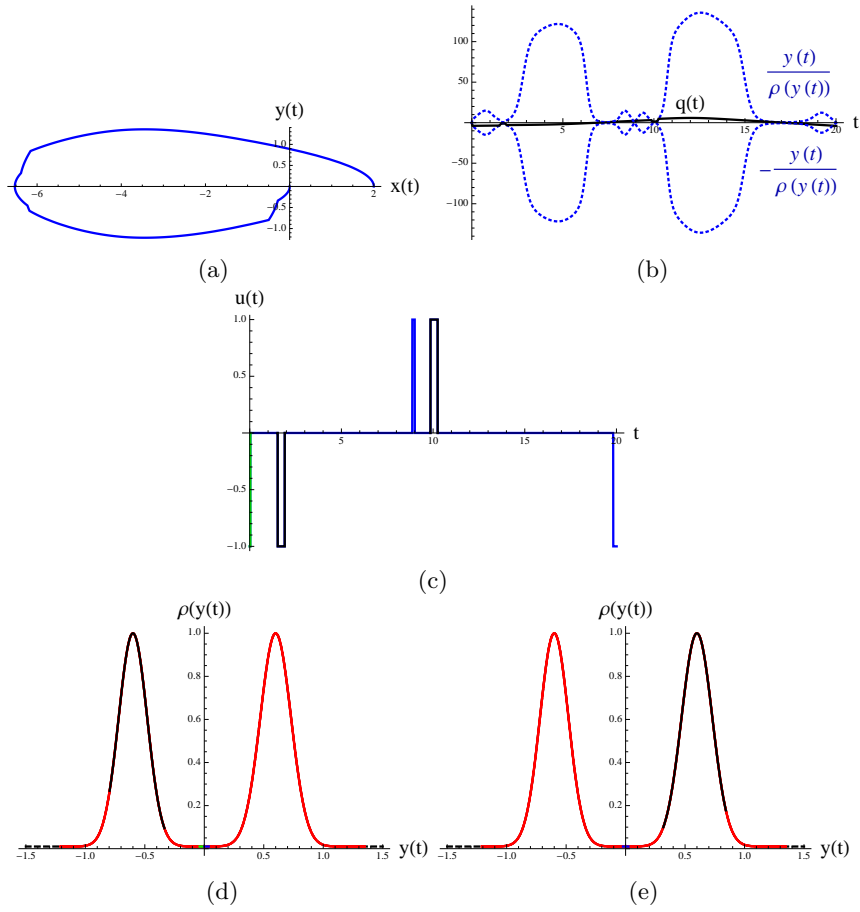 y(t)
1.0
0.5
−6 −4 −2 2 x(t)
−0.5
−1.0
(a)
100
50
q(t)
y (t)
ρ (y(t))
5 10 15 20 t
−50
−100
− y (t)
ρ (y(t))
(b)
u(t)
1.0
0.5
5 10 15 20 t
−0.5
−1.0
(c)
ρ(y(t))
1.0
0.8
0.6
0.4
0.2
−1.5 −1.0 −0.5 0.5 1.0 1.5 y(t)
(d)
ρ(y(t))
1.0
0.8
0.6
0.4
0.2
−1.5 −1.0 −0.5 0.5 1.0 1.5 y(t)
(e)